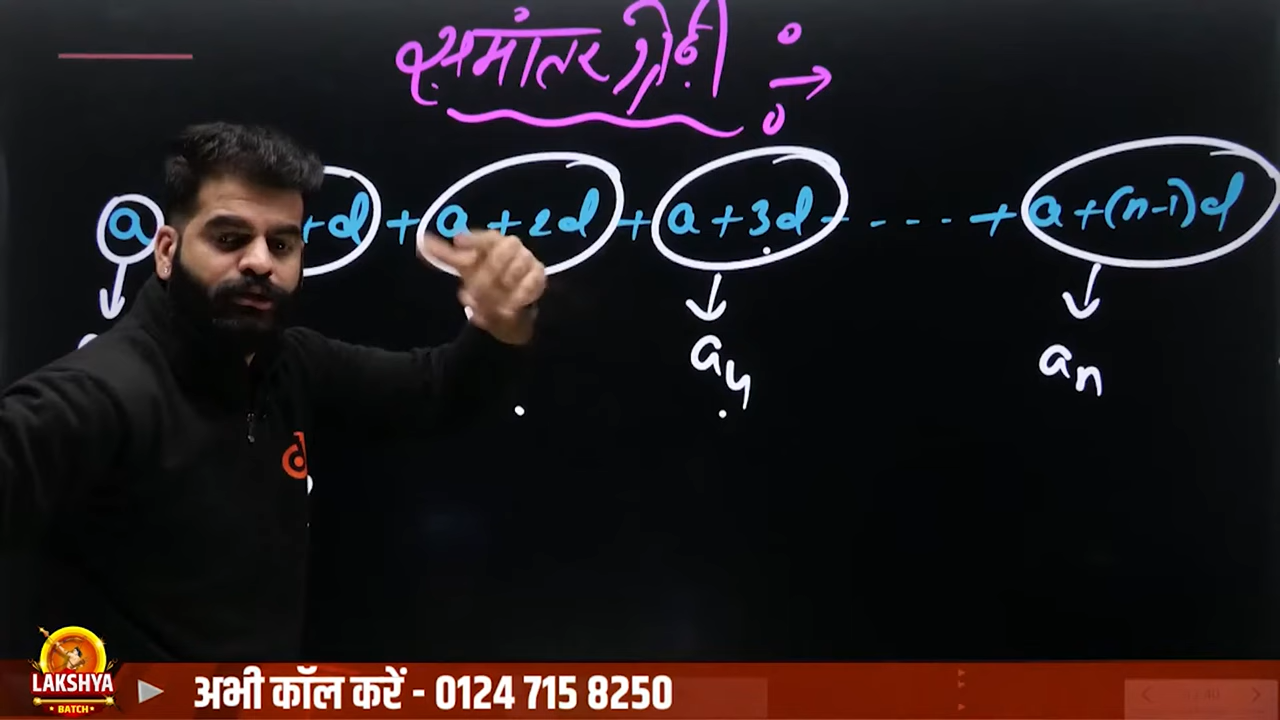 समांतर श्रेढ़ी :→
a +d + a + 2d + a + 3d + ---- + a + (n-1)d
a4 an
LAKSHYA
BATCH
अभी कॉल करें - 0124 715 8250